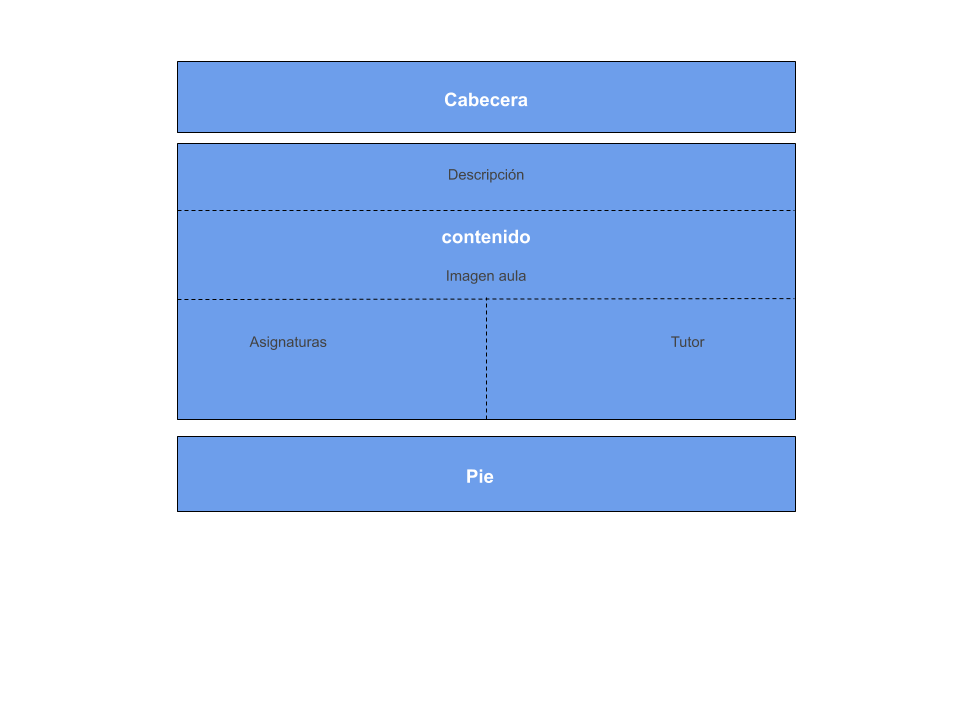 Cabecera
Descripción
contenido
Imagen aula
Asignaturas
Tutor
Pie